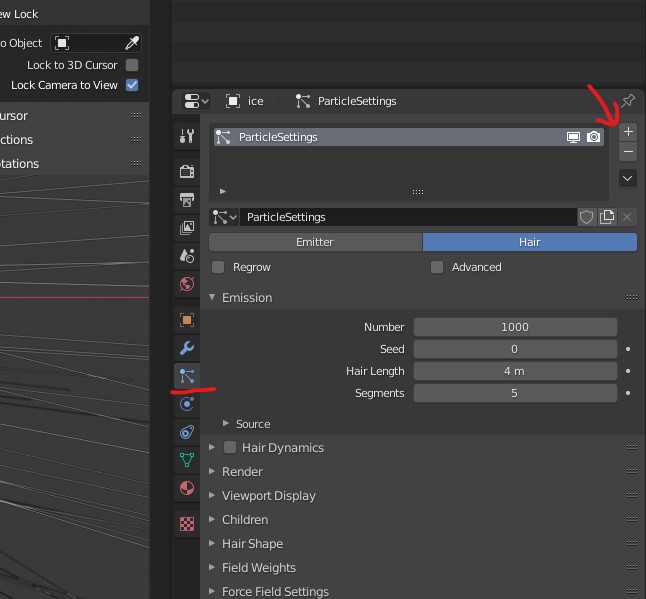 ew Lock
o Object
Lock to 3D Cursor
Lock Camera to View
ursor
ctions
otations
ice
ParticleSettings
ParticleSettings
ParticleSettings
Emitter
Hair
Regrow
Advanced
Emission
Number 1000
Seed 0
Hair Length 4 m
Segments 5
Source
Hair Dynamics
Render
Viewport Display
Children
Hair Shape
Field Weights
Force Field Settings